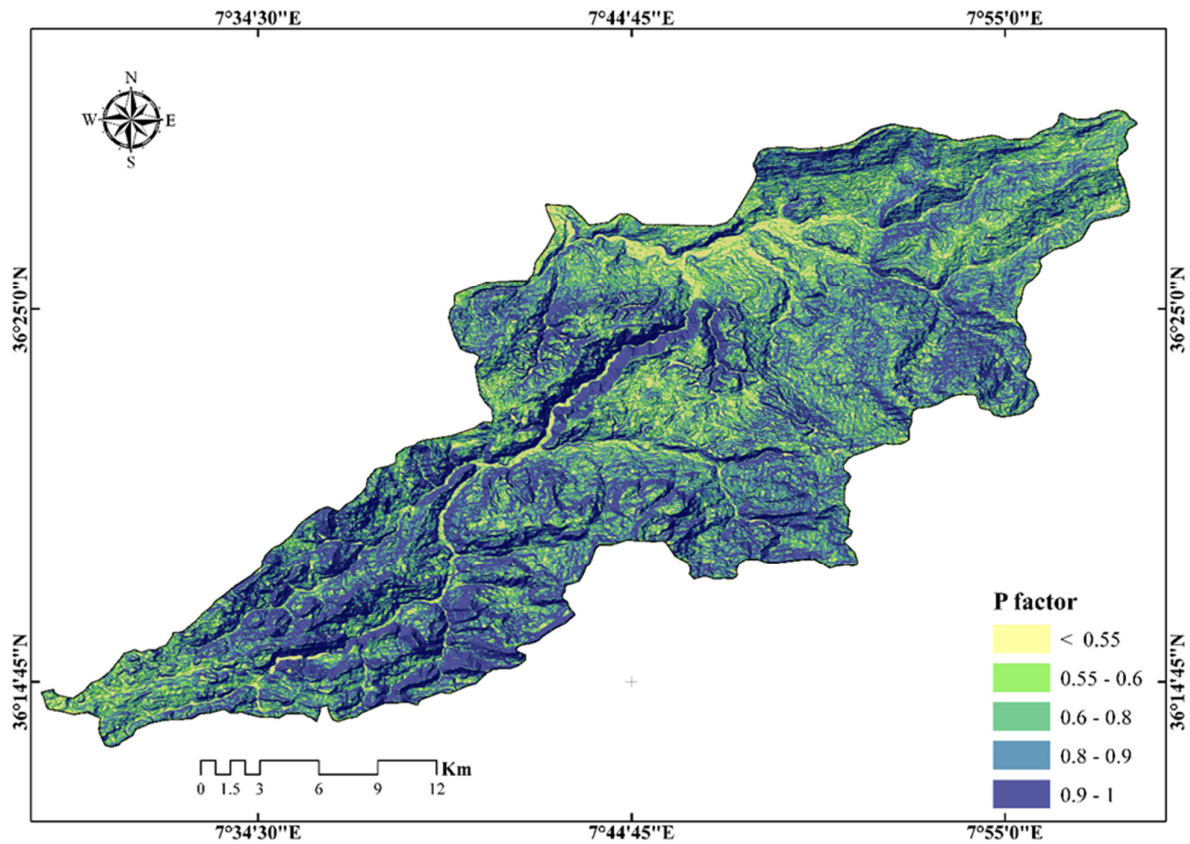 7°34'30"E 7°44'45"E 7°55'0"E
N
W E
S
36°25'0"N 36°25'0"N
P factor
< 0.55
0.55 - 0.6
36°14'45"N 36°14'45"N
0.6 - 0.8
0.8 - 0.9
0.9 - 1
Km
0 1.5 3 6 9 12
7°34'30"E 7°44'45"E 7°55'0"E